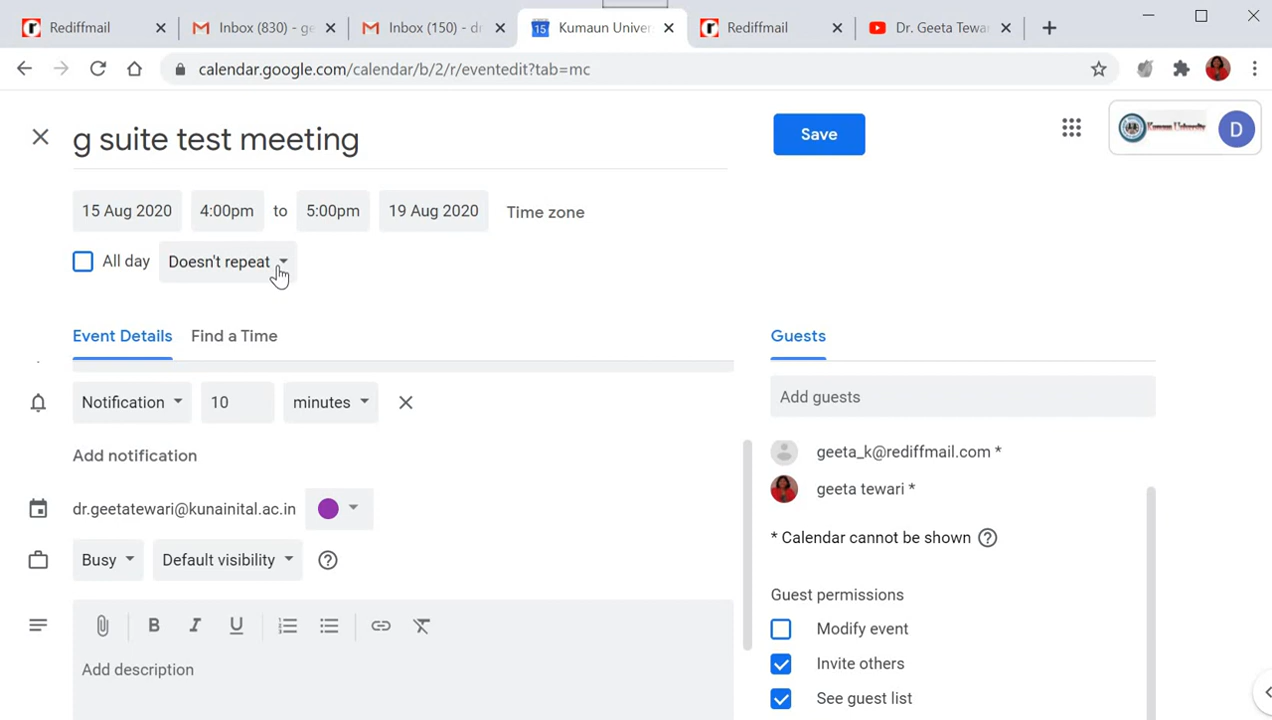 Rediffmail
Inbox (830) - ge
Inbox (150) - dr
Kumaun Univer
Rediffmail
Dr. Geeta Tewar
calendar.google.com/calendar/b/2/r/eventedit?tab=mc
g suite test meeting
Save
Kumaun University
D
15 Aug 2020 4:00pm to 5:00pm 19 Aug 2020 Time zone
All day Doesn't repeat
Event Details Find a Time
Guests
Notification 10 minutes
Add guests
Add notification
geeta_k@rediffmail.com *
geeta tewari *
dr.geetatewari@kunainital.ac.in
* Calendar cannot be shown
Busy Default visibility
Guest permissions
Modify event
B I U
Invite others
Add description
See guest list